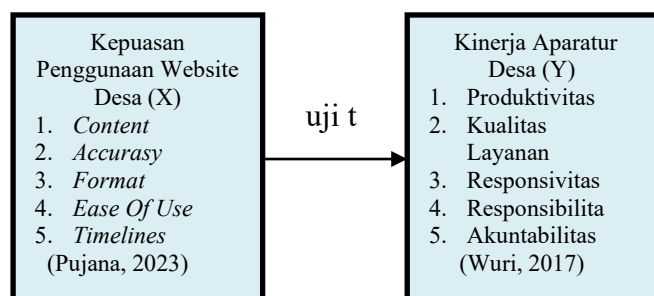 Kepuasan
Penggunaan Website
Desa (X)
1. Content
2. Accurasy
3. Format
4. Ease Of Use
5. Timelines
(Pujana, 2023)
uji t
Kinerja Aparatur
Desa (Y)
1. Produktivitas
2. Kualitas
Layanan
3. Responsivitas
4. Responsibilita
5. Akuntabilitas
(Wuri, 2017)